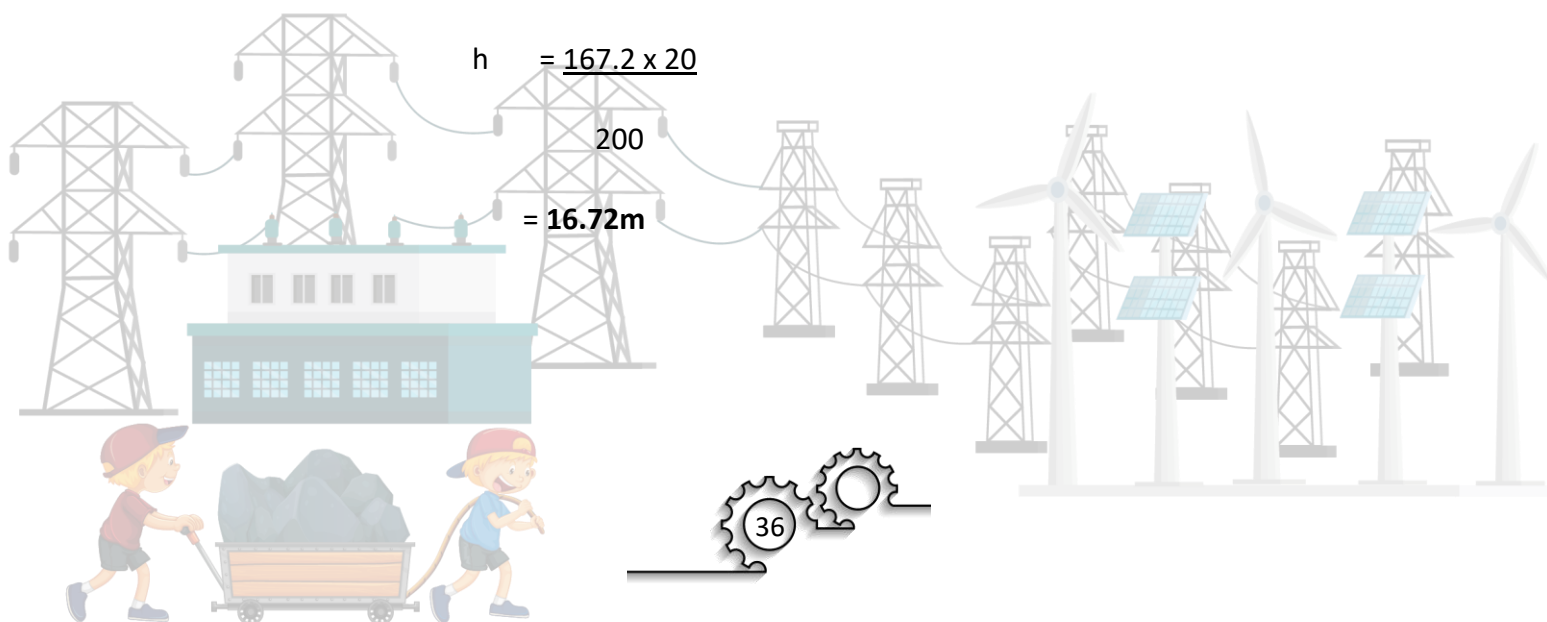 h = 167.2 x 20
200
= 16.72m
36